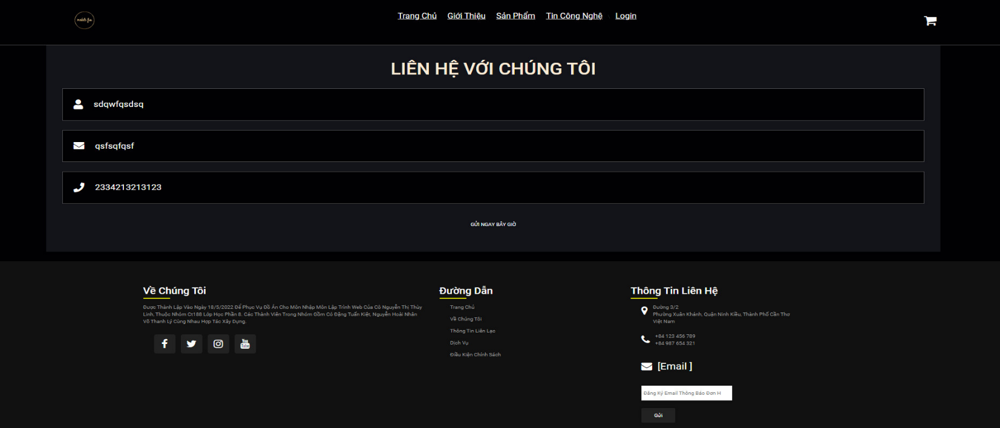 mobile fun
Trang Chủ Giới Thiệu Sản Phẩm Tin Công Nghệ Login
LIÊN HỆ VỚI CHÚNG TÔI
sdqwfqsdsq
qsfsqfqsf
2334213213123
GỬI NGAY BÂY GIỜ
Về Chúng Tôi
Được Thành Lập Vào Ngày 18/5/2022 Để Phục Vụ Đồ Án Cho Môn Nhập Môn Lập Trình Web Của Cô Nguyễn Thị Thùy
Linh, Thuộc Nhóm Ct188 Lớp Học Phần 8. Các Thành Viên Trong Nhóm Gồm Có Đặng Tuấn Kiệt, Nguyễn Hoài Nhân
Võ Thanh Lý Cùng Nhau Hợp Tác Xây Dựng.
You
Tube
Đường Dẫn
Trang Chủ
Về Chúng Tôi
Thông Tin Liên Lạc
Dịch Vụ
Điều Kiện Chính Sách
Thông Tin Liên Hệ
Đường 3/2
Phường Xuân Khánh, Quận Ninh Kiều, Thành Phố Cần Thơ
Việt Nam
+84 123 456 789
+84 987 654 321
[Email ]
Đăng Ký Email Thông Báo Đơn H
Gửi